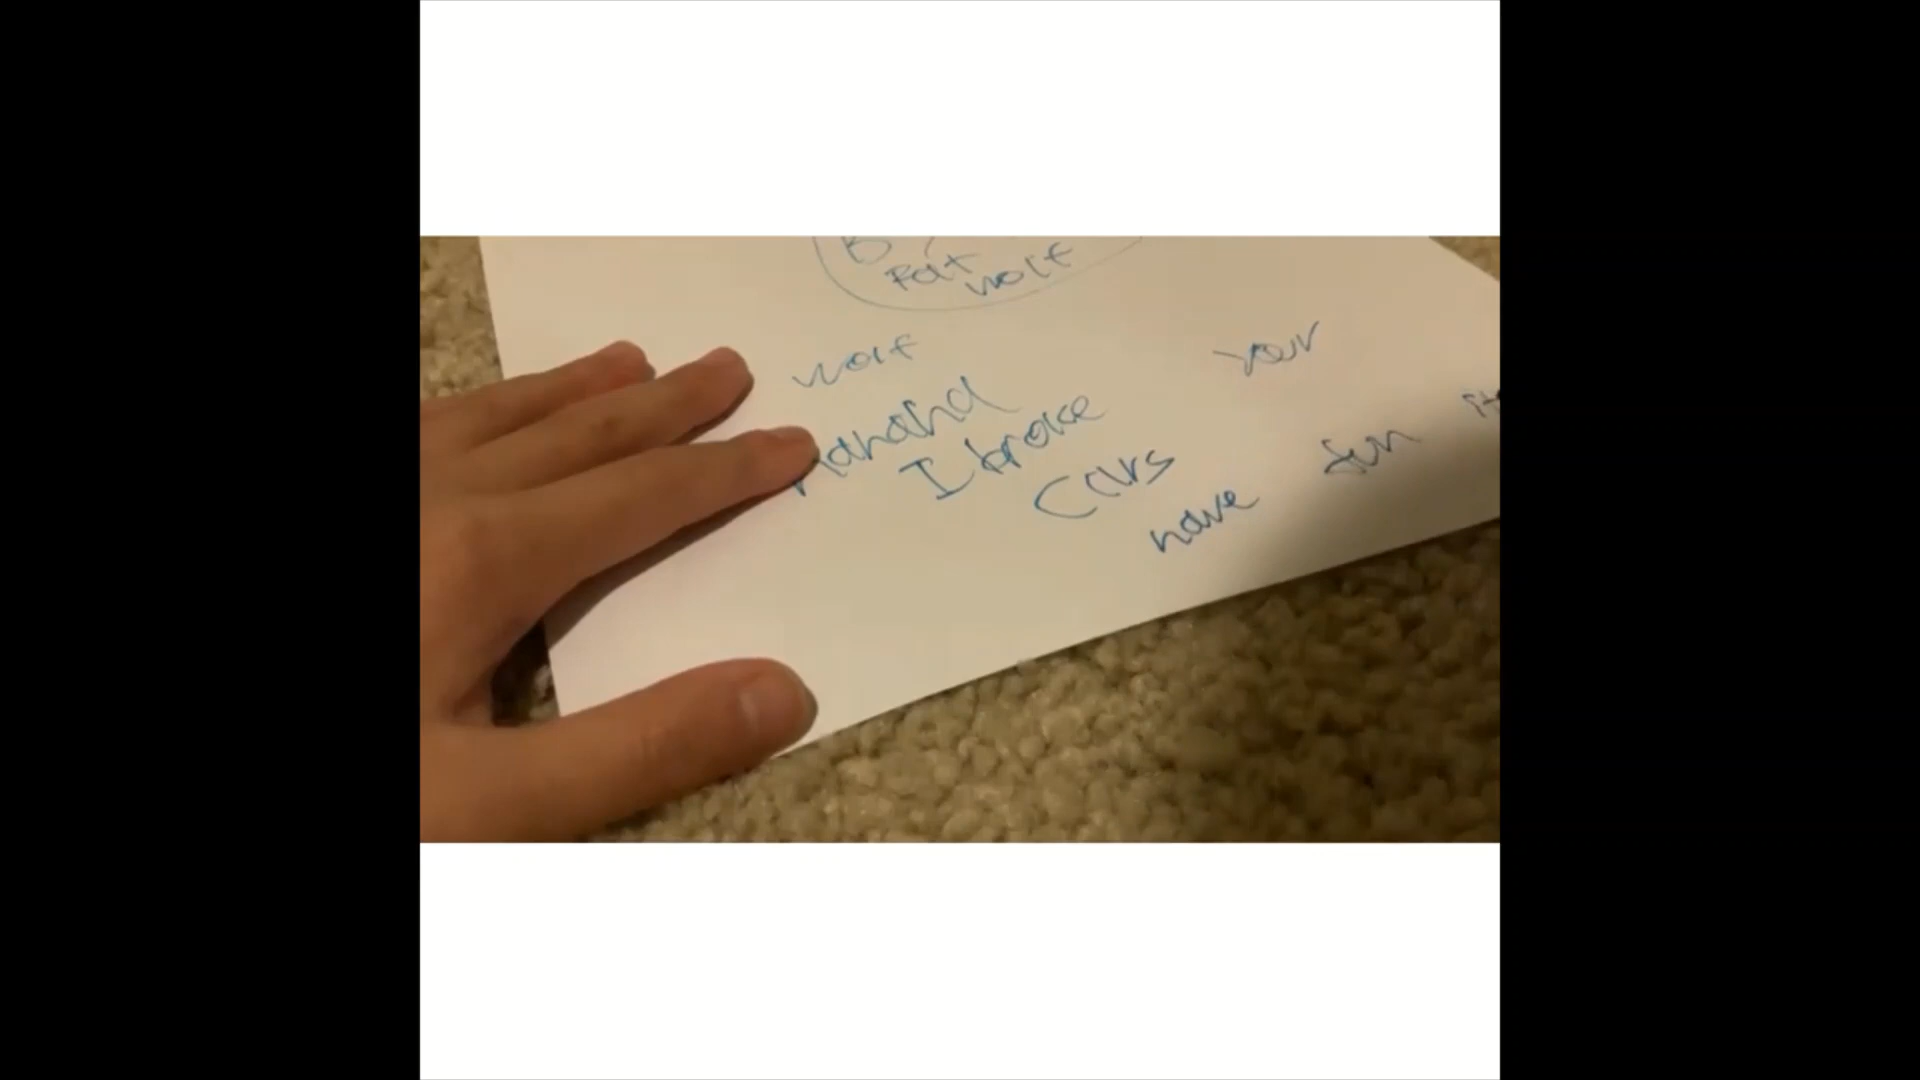 Fat wolf
wolf
hahaha
I broke your
cars
have fun